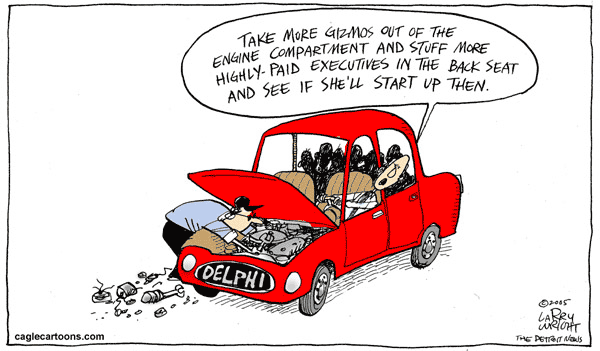 TAKE MORE GIZMOS OUT OF THE
ENGINE COMPARTMENT AND STUFF MORE
HIGHLY-PAID EXECUTIVES IN THE BACK SEAT
AND SEE IF SHE'LL START UP THEN.
DELPHI
©2005
LARRY
WRIGHT
THE DETROIT NEWS
caglecartoons.com